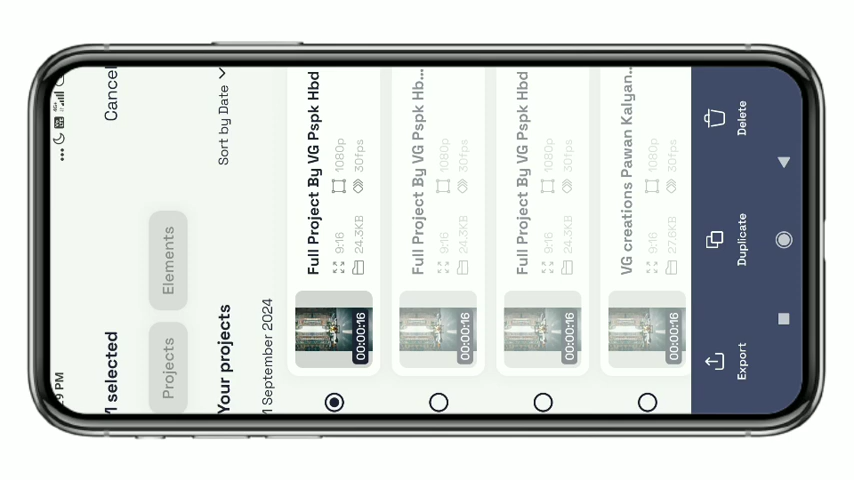 :29 PM
1 selected
Cancel
Projects
Elements
Your projects
Sort by Date
September 2024
Full Project By VG Pspk Hbd
9:16
1080p
24.3KB
30fps
00:00:16
Full Project By VG Pspk Hb...
9:16
1080p
24.3KB
30fps
00:00:16
Full Project By VG Pspk Hbd
9:16
1080p
24.3KB
30fps
00:00:16
VG creations Pawan Kalyan...
9:16
1080p
27.6KB
30fps
00:00:16
Export
Duplicate
Delete